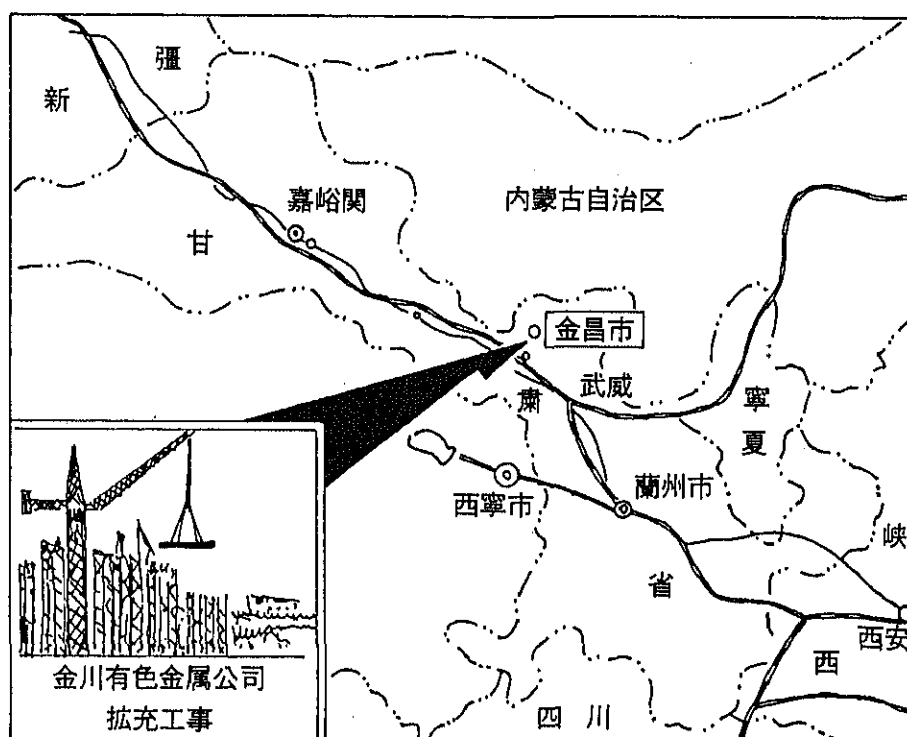 新
彊
嘉峪関
内蒙古自治区
甘
金昌市
武威
粛
寧
夏
西寧市
蘭州市
省
峡
西安
西
四川
金川有色金属公司
拡充工事